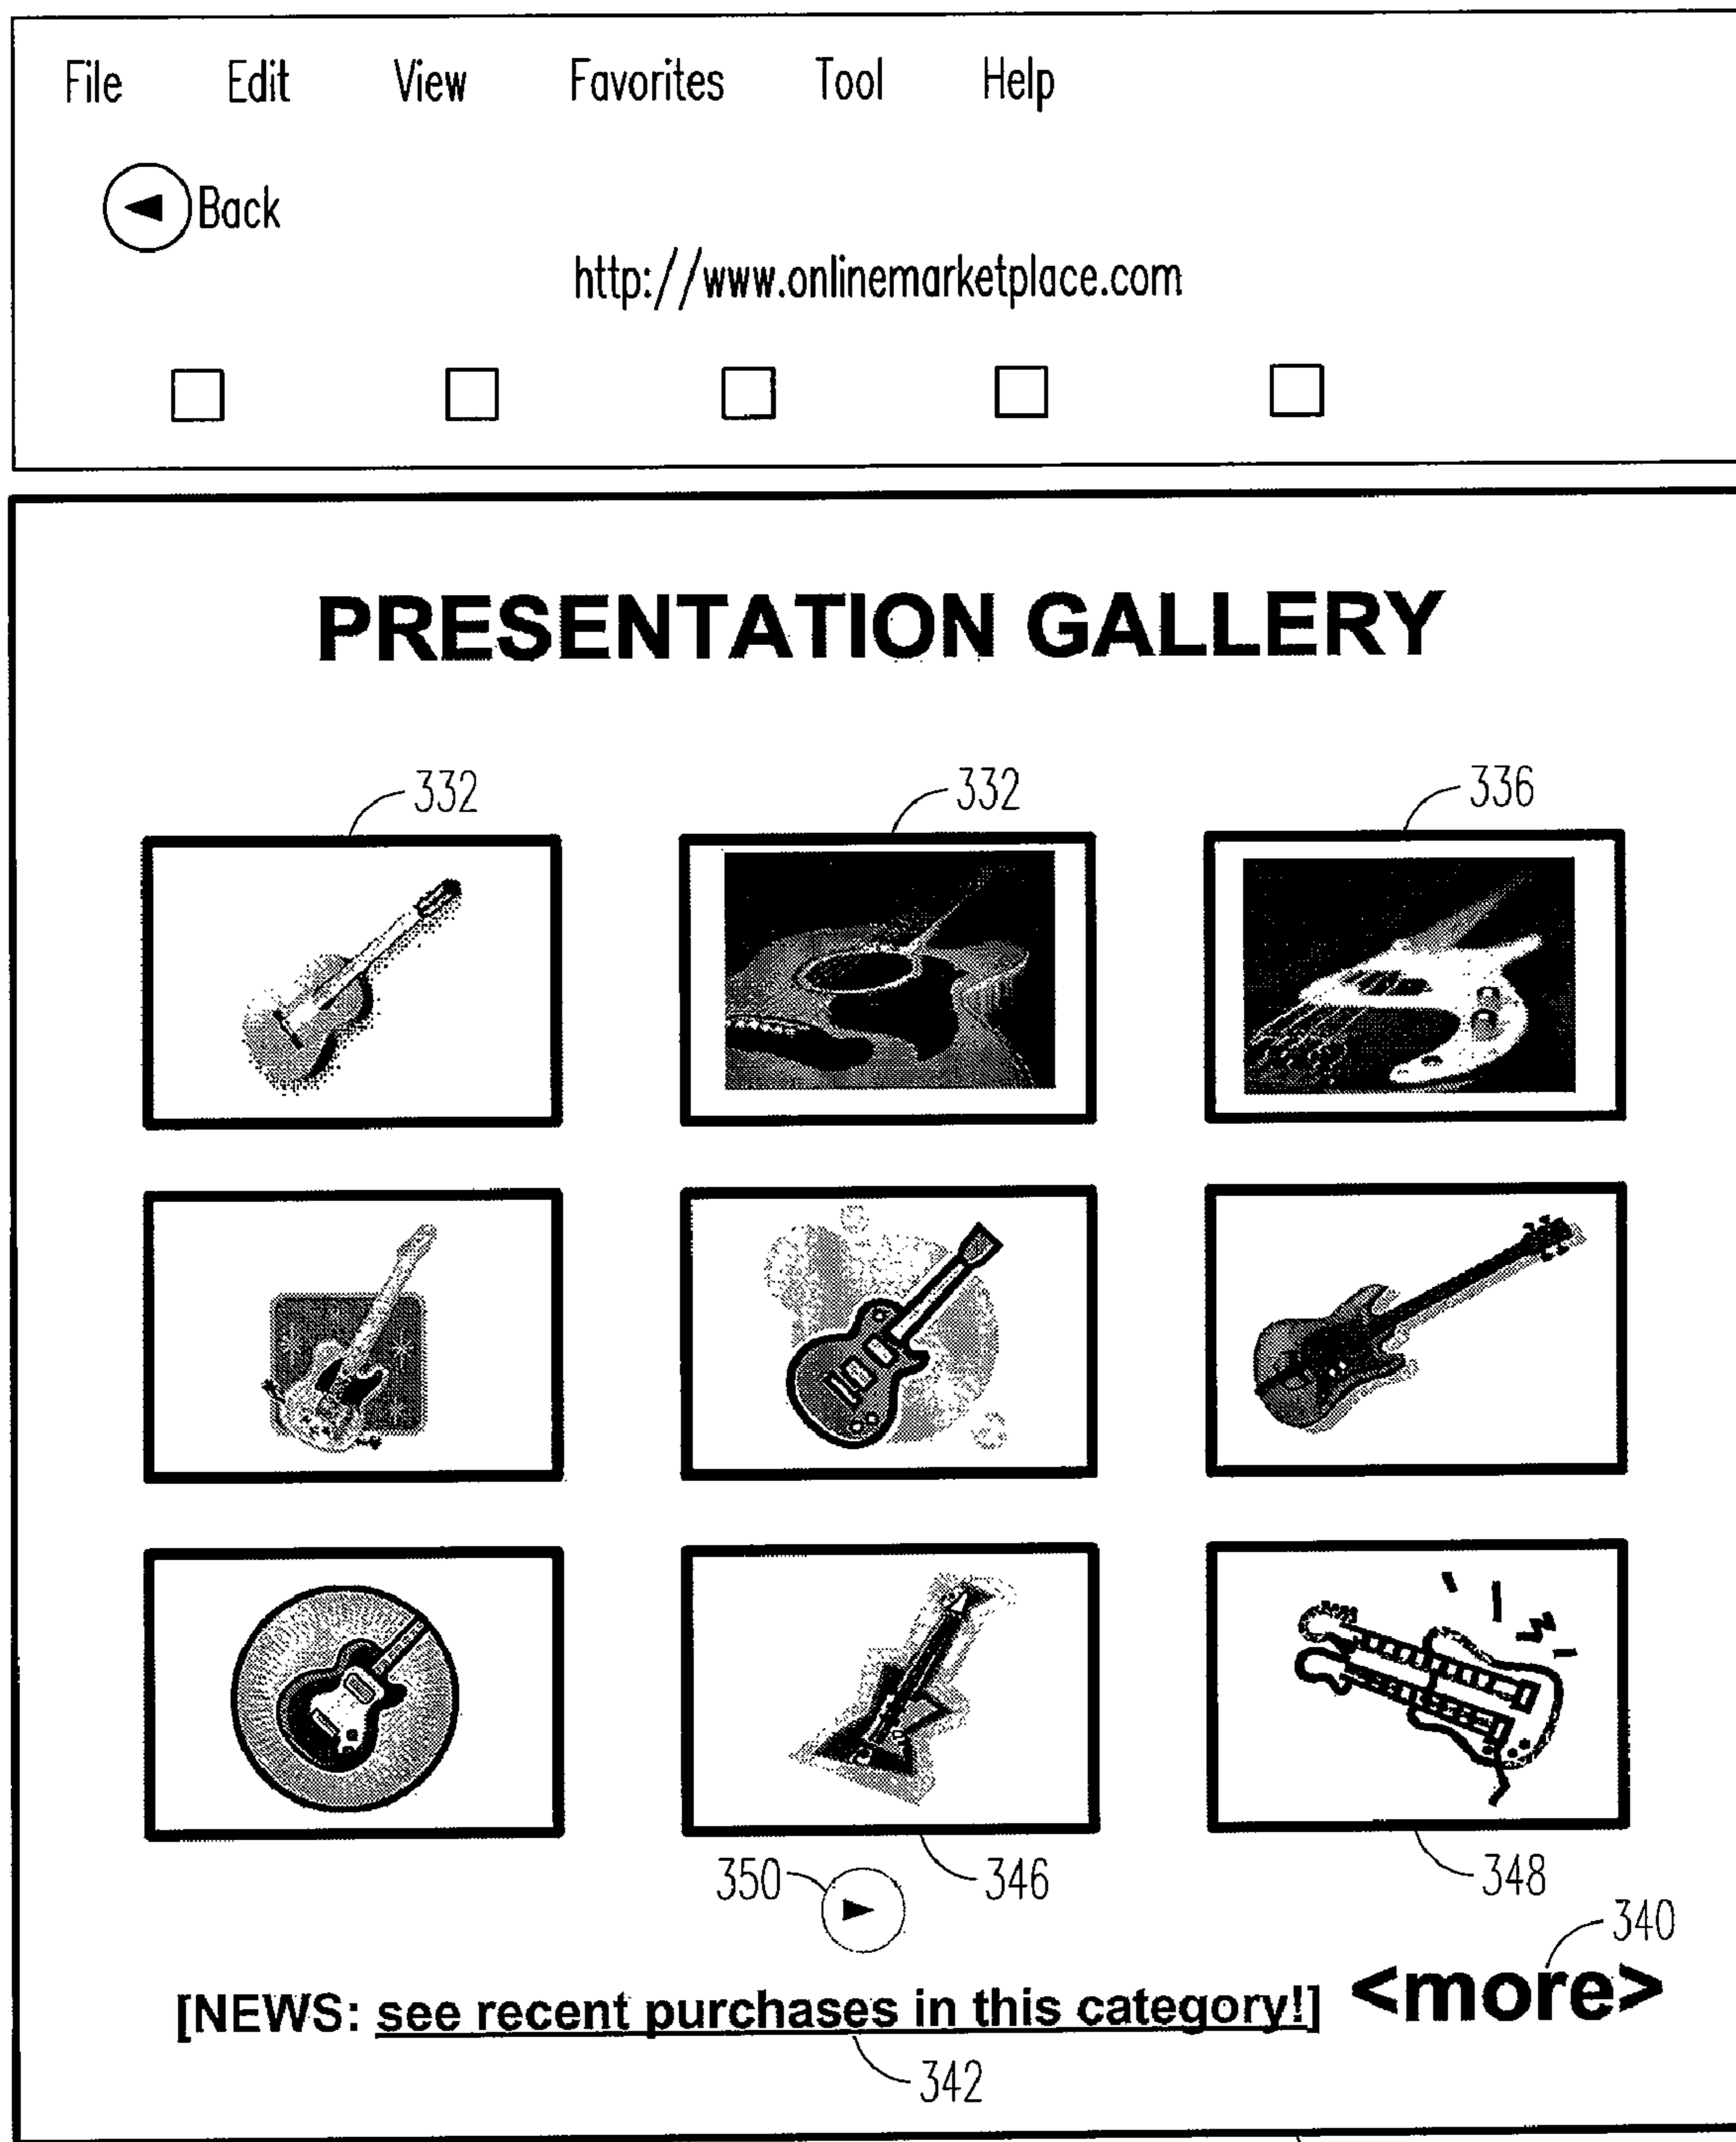 File Edit View Favorites Tool Help
Back
http://www.onlinemarketplace.com
PRESENTATION GALLERY
332 332 336
350 346 348
340
<more>
[NEWS: see recent purchases in this category!]
342